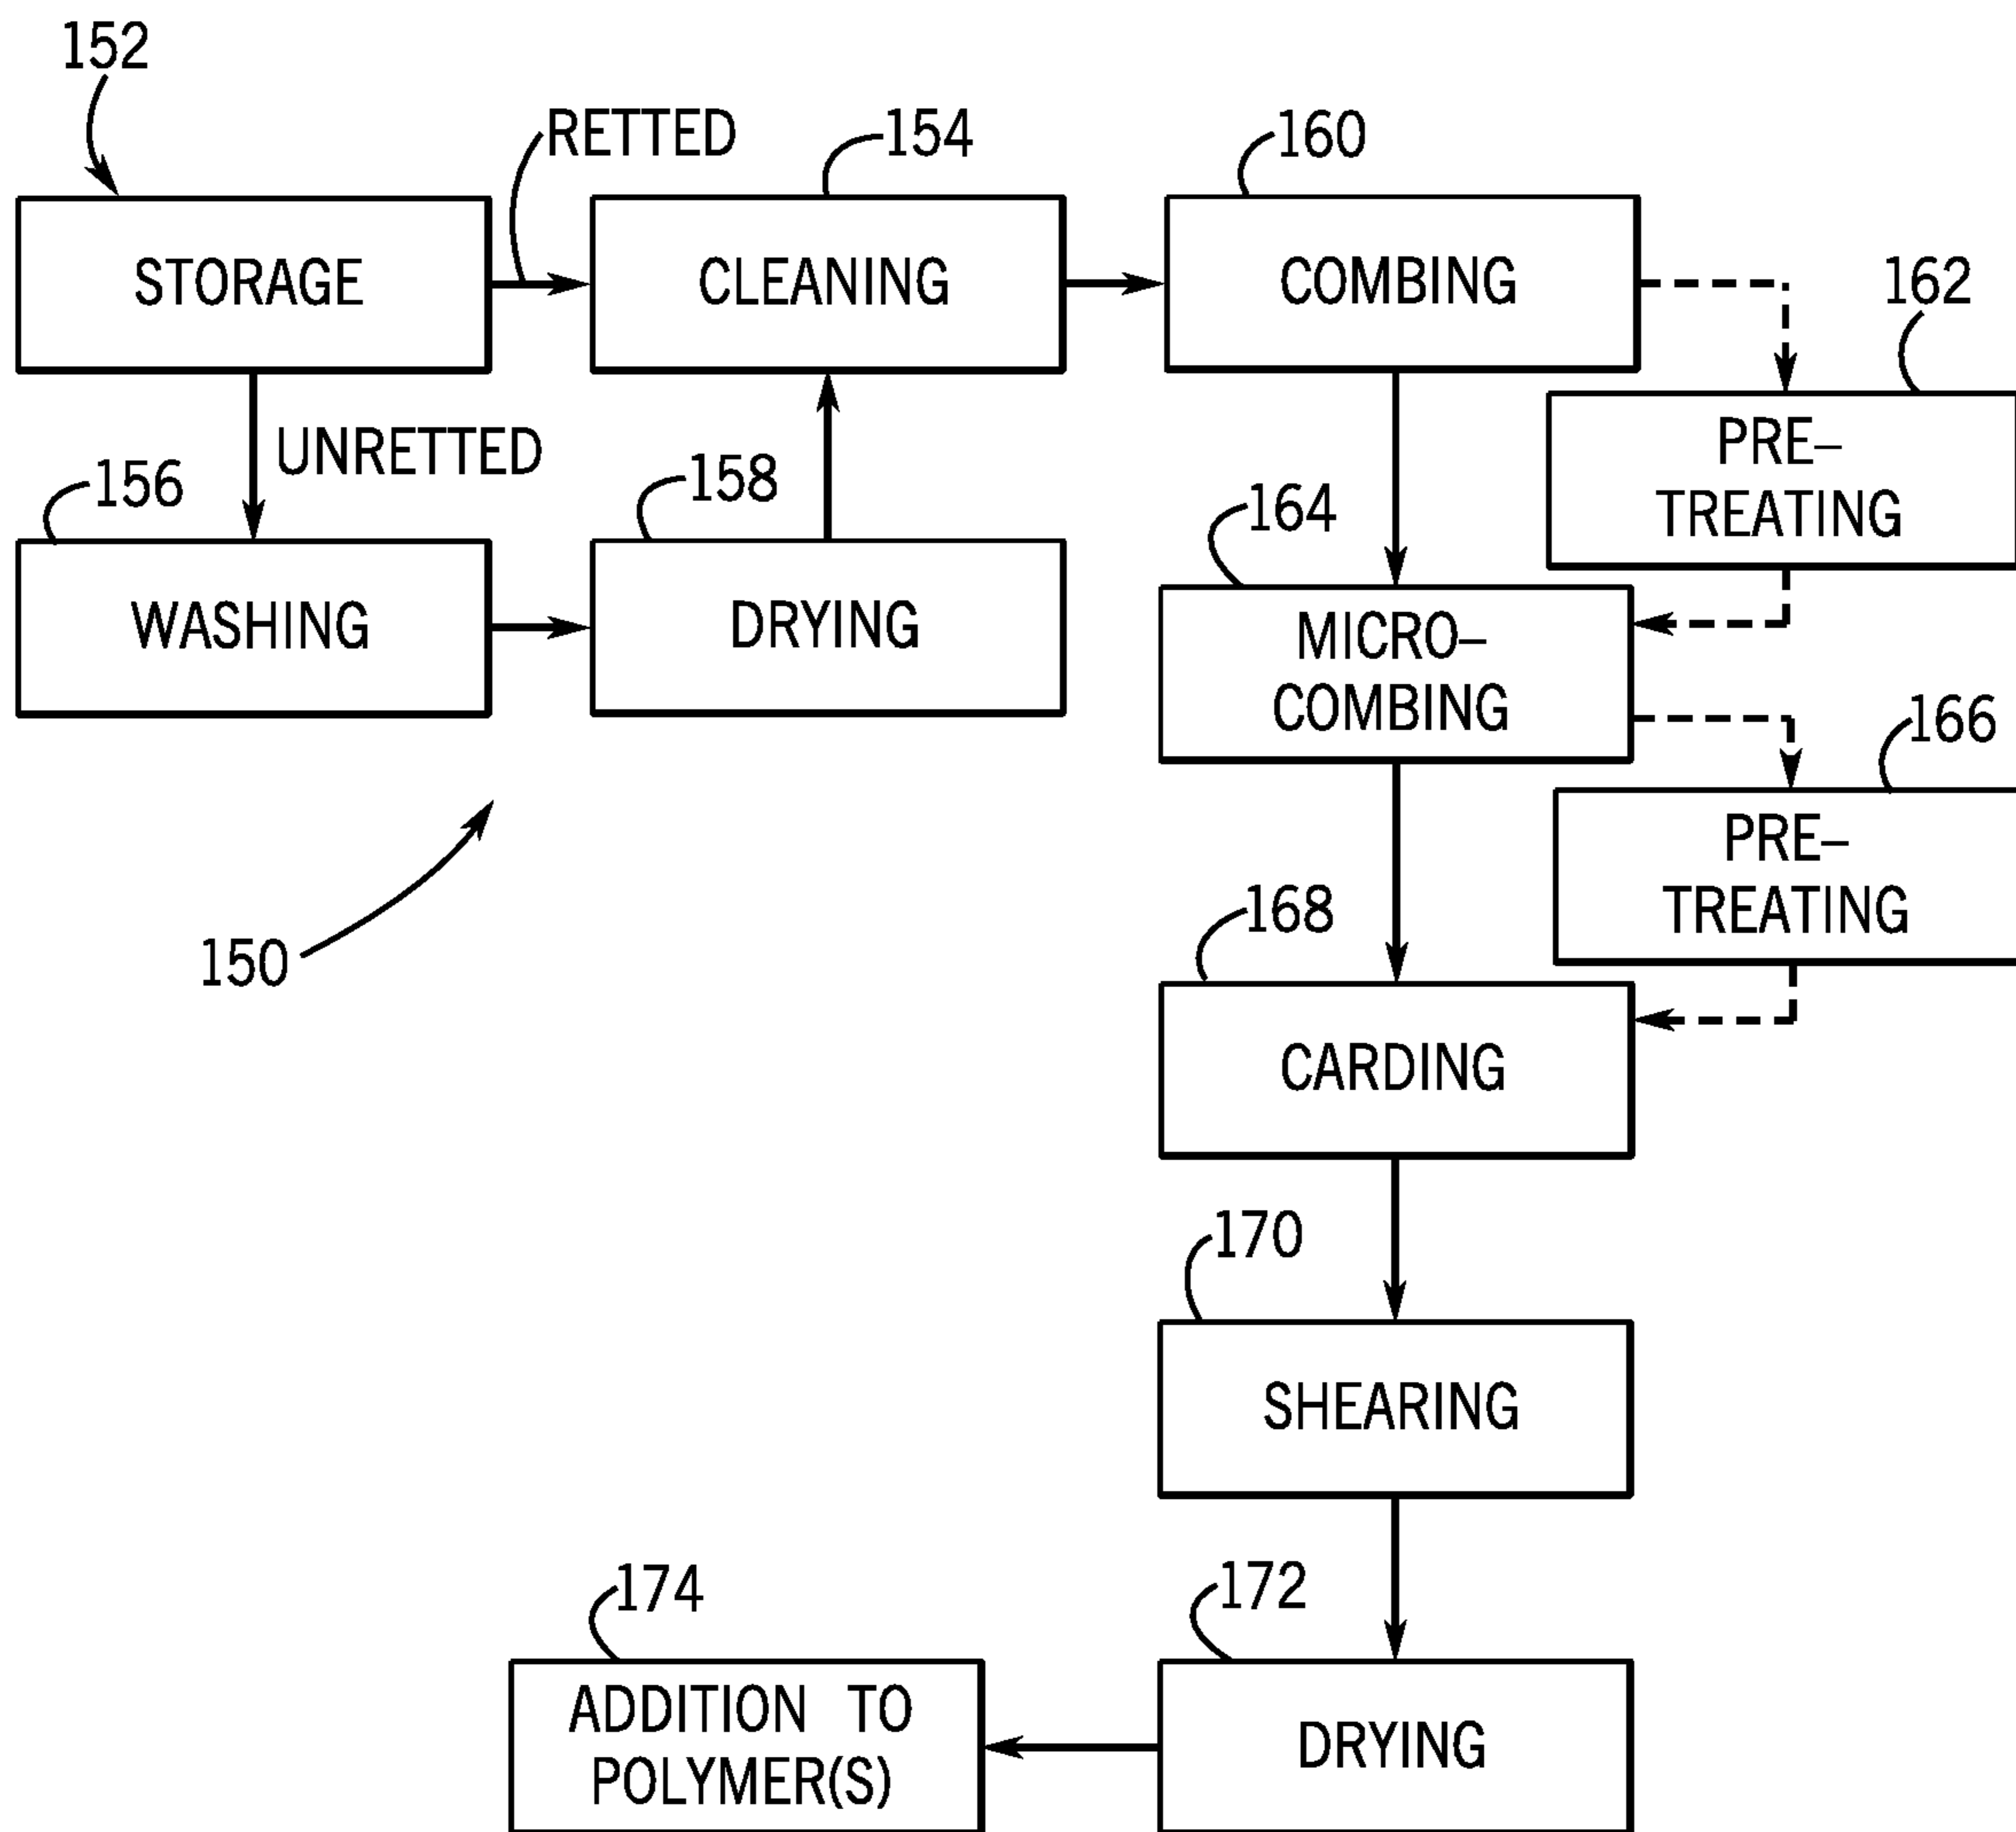 152
RETTED
154
160
STORAGE
CLEANING
COMBING
162
UNRETTED
156
158
164
PRE–
TREATING
WASHING
DRYING
MICRO–
COMBING
166
150
168
PRE–
TREATING
CARDING
170
SHEARING
174
172
ADDITION TO
POLYMER(S)
DRYING